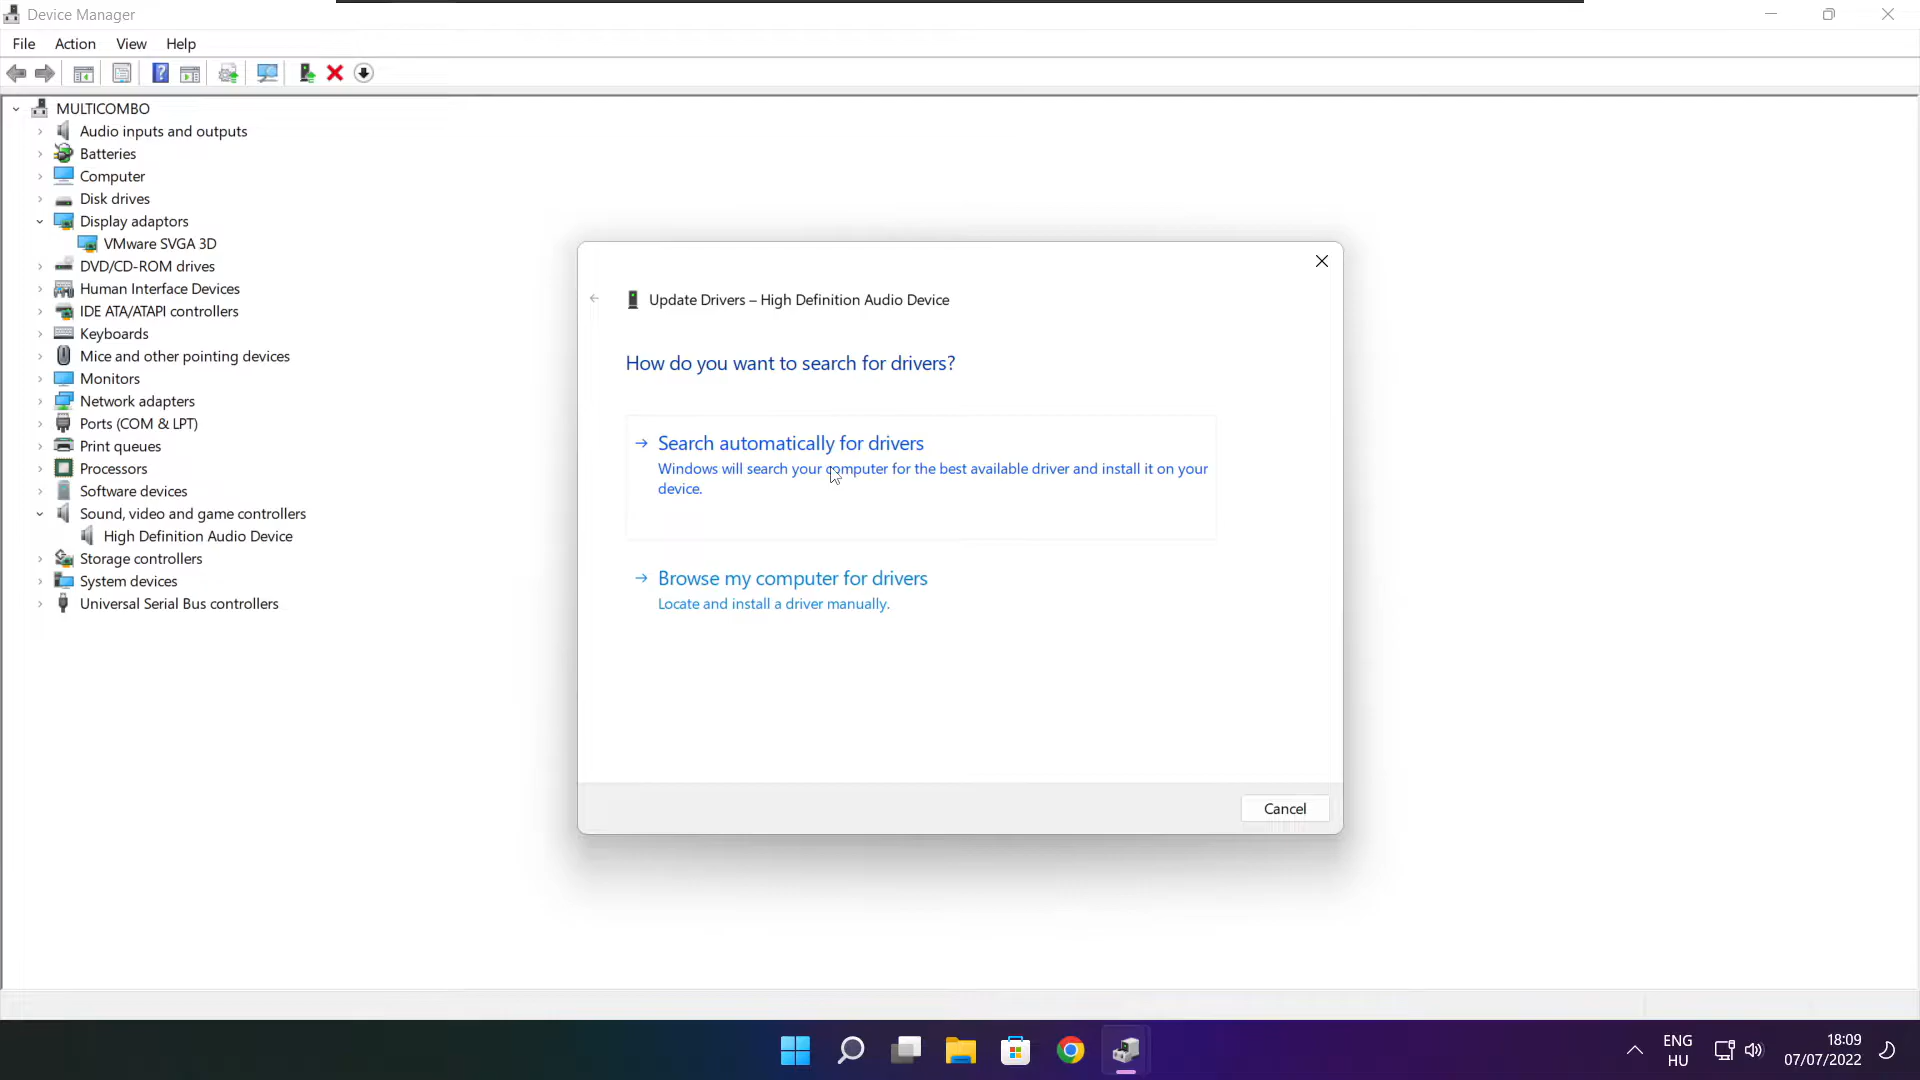 Device Manager
File Action View Help
MULTICOMBO
Audio inputs and outputs
Batteries
Computer
Disk drives
Display adaptors
VMware SVGA 3D
DVD/CD-ROM drives
Human Interface Devices
IDE ATA/ATAPI controllers
Keyboards
Mice and other pointing devices
Monitors
Network adapters
Ports (COM & LPT)
Print queues
Processors
Software devices
Sound, video and game controllers
High Definition Audio Device
Storage controllers
System devices
Universal Serial Bus controllers
Update Drivers – High Definition Audio Device
How do you want to search for drivers?
Search automatically for drivers
Windows will search your computer for the best available driver and install it on your
device.
Browse my computer for drivers
Locate and install a driver manually.
Cancel
ENG
HU
18:09
07/07/2022